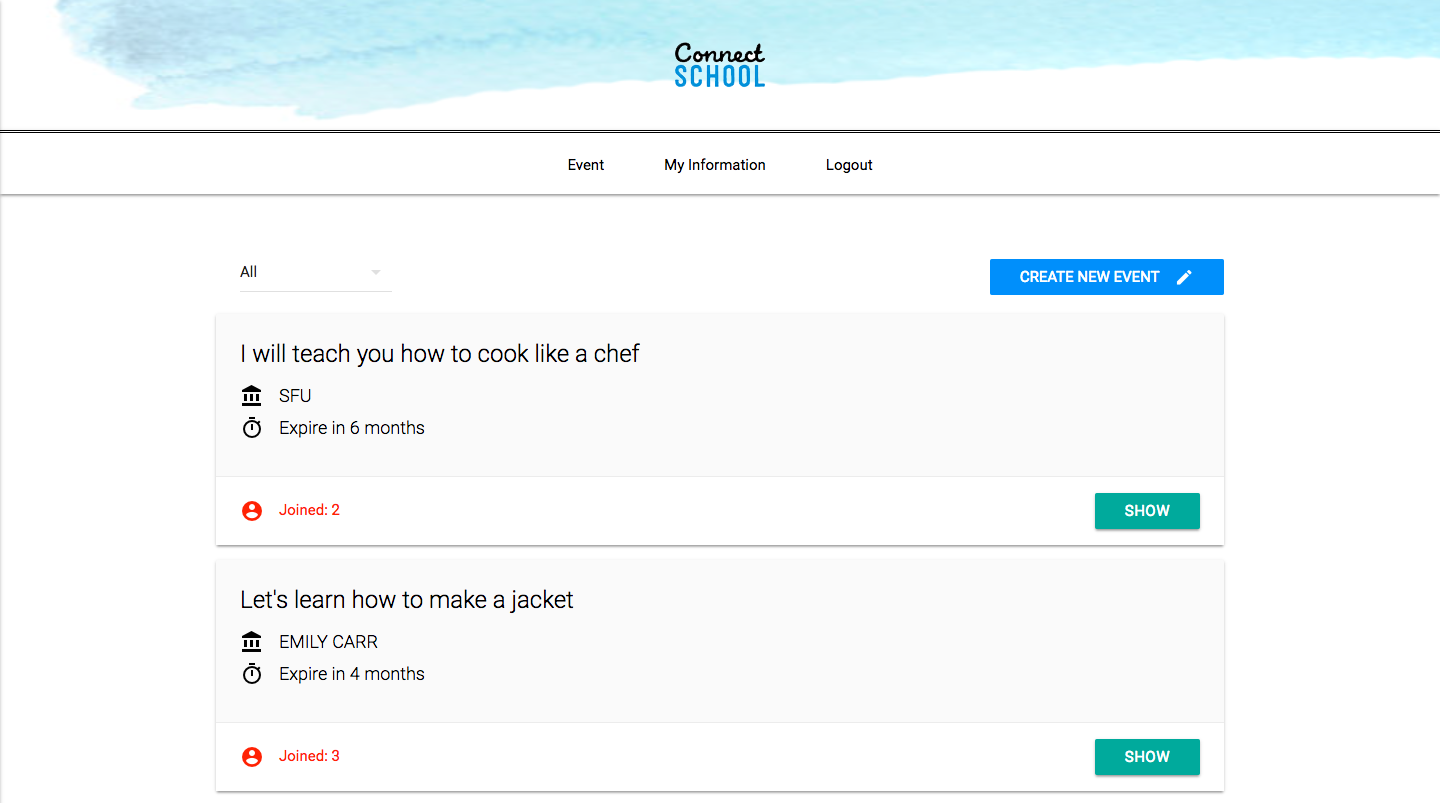 Connect
SCHOOL
Event My Information Logout
All
CREATE NEW EVENT
I will teach you how to cook like a chef
SFU
Expire in 6 months
Joined: 2
SHOW
Let's learn how to make a jacket
EMILY CARR
Expire in 4 months
Joined: 3
SHOW